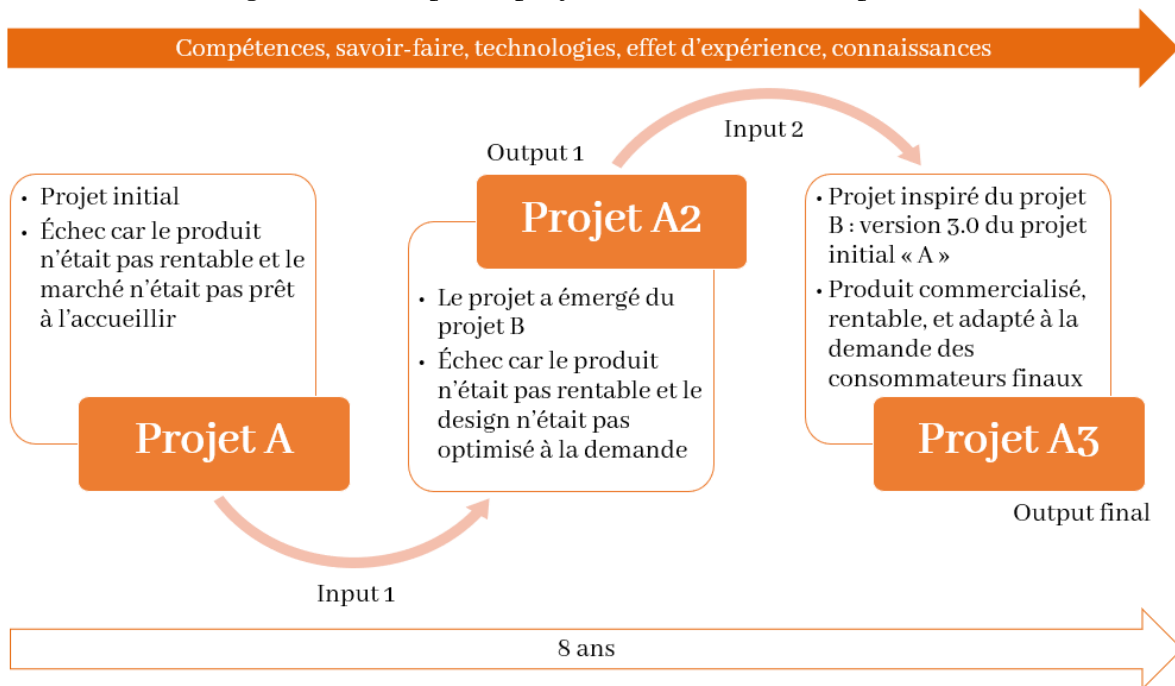 Compétences, savoir-faire, technologies, effet d'expérience, connaissances
Input 2
Output 1
• Projet initial
• Échec car le produit
n'était pas rentable et le
marché n'était pas prêt
à l'accueillir
Projet A
Input 1
Projet A2
• Le projet a émergé du
projet B
• Échec car le produit
n'était pas rentable et le
design n'était pas
optimisé à la demande
• Projet inspiré du projet
B : version 3.0 du projet
initial « A »
• Produit commercialisé,
rentable, et adapté à la
demande des
consommateurs finaux
Projet A3
Output final
8 ans